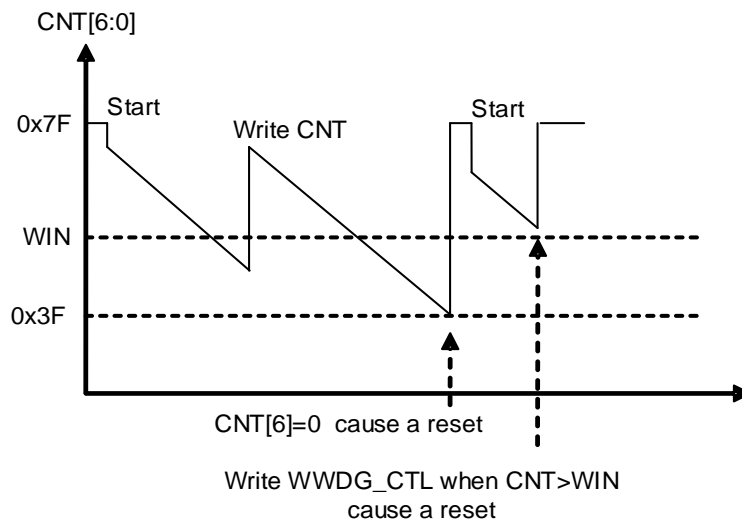 CNT[6:0]
Start
Start
0x7F
Write CNT
WIN
0x3F
CNT[6]=0 cause a reset
Write WWDG_CTL when CNT>WIN
cause a reset